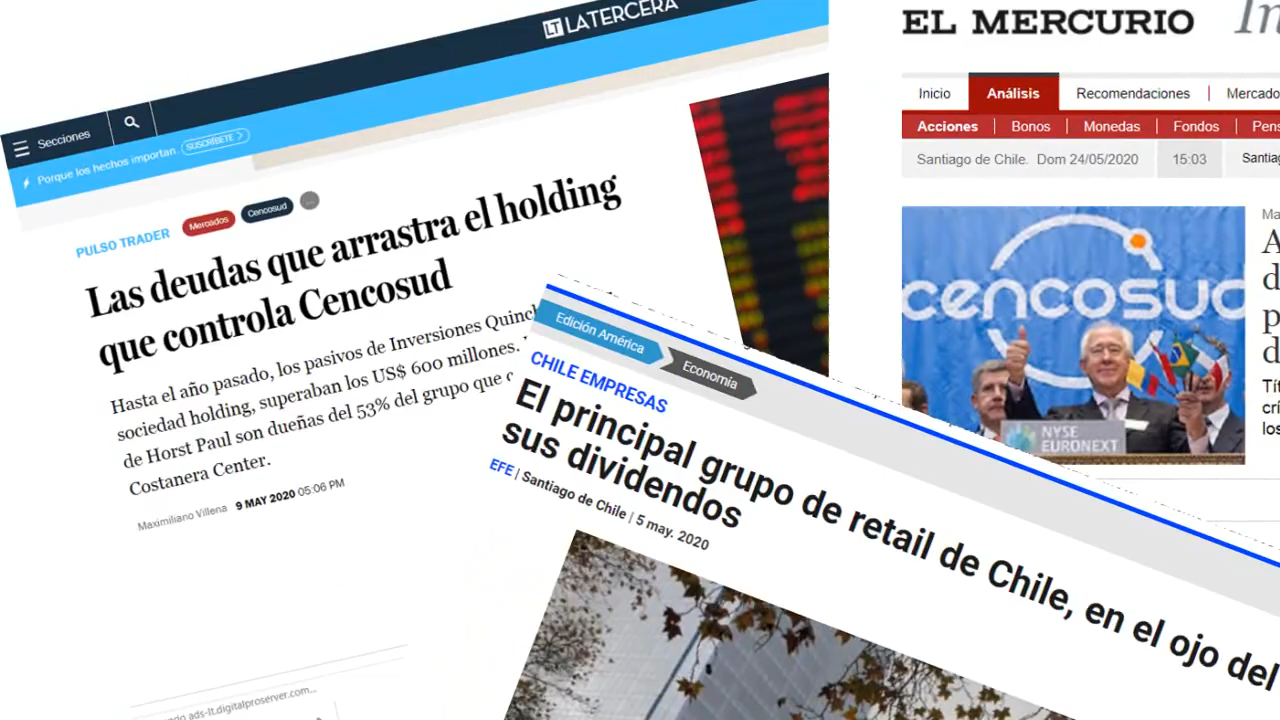 LT LATERCERA
Secciones
Porque los hechos importan. SUSCRÍBETE
PULSO TRADER Mercados Cencosud ...
Las deudas que arrastra el holding
que controla Cencosud
Hasta el año pasado, los pasivos de Inversiones
sociedad holding, superaban los US$ 600 millones.
de Horst Paul son dueñas del 53% del grupo que
Costanera Center.
Maximiliano Villena 9 MAY 2020 05:06 PM
ads-lt.digitalproserver.com...
Edición América Economía
CHILE EMPRESAS
El principal grupo de retail de Chile, en el ojo del
sus dividendos
EFE | Santiago de Chile | 5 may. 2020
EL MERCURIO
Inicio Análisis Recomendaciones Mercado
Acciones Bonos Monedas Fondos
Santiago de Chile. Dom 24/05/2020 15:03
cencosud
NYSE
EURONEXT